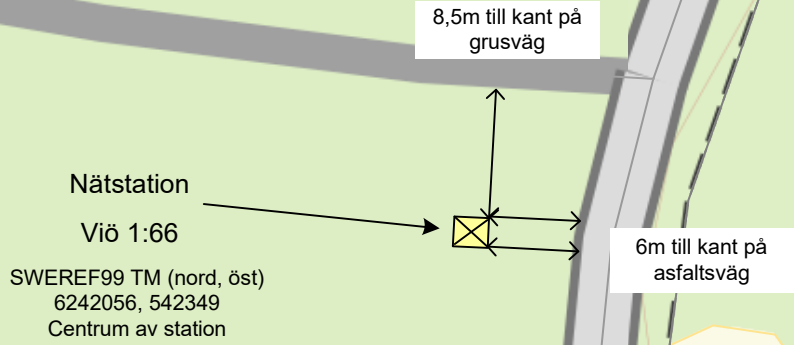 8,5m till kant på
grusväg
Nätstation
Viö 1:66
SWEREF99 TM (nord, öst)
6242056, 542349
Centrum av station
6m till kant på
asfaltsväg